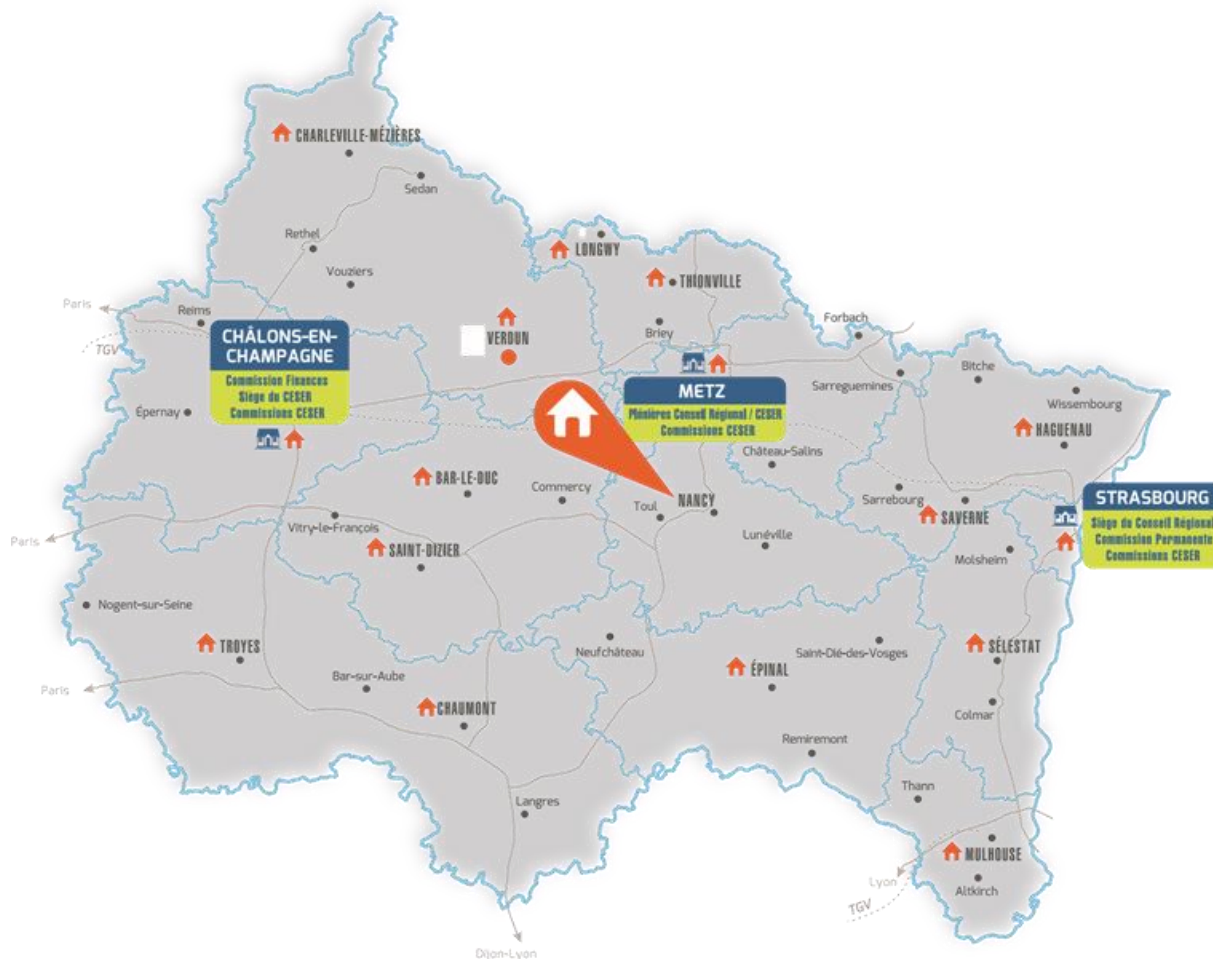 CHARLEVILLE-MÉZIÈRES
Sedan
Rethel
LONGWY
Vouziers
THIONVILLE
Paris
Reims
TGV
CHÂLONS-EN-
CHAMPAGNE
Commission Finances
Siège du CESER
Commissions CESER
VERDUN
Briey
Forbach
Bitche
Sarreguemines
Wissembourg
METZ
Plénières Conseil Régional / CESER
Commissions CESER
Épernay
HAGUENAU
Château-Salins
BAR-LE-DUC
Commercy
Toul
NANCY
Sarrebourg
SAVERNE
STRASBOURG
Siège du Conseil Régional
Commission Permanente
Commissions CESER
Vitry-le-François
Paris
SAINT-DIZIER
Lunéville
Molsheim
Nogent-sur-Seine
TROYES
Neufchâteau
Saint-Dié-des-Vosges
SÉLESTAT
ÉPINAL
Bar-sur-Aube
Paris
CHAUMONT
Colmar
Remiremont
Thann
Langres
MULHOUSE
Lyon
Altkirch
TGV
Dijon-Lyon